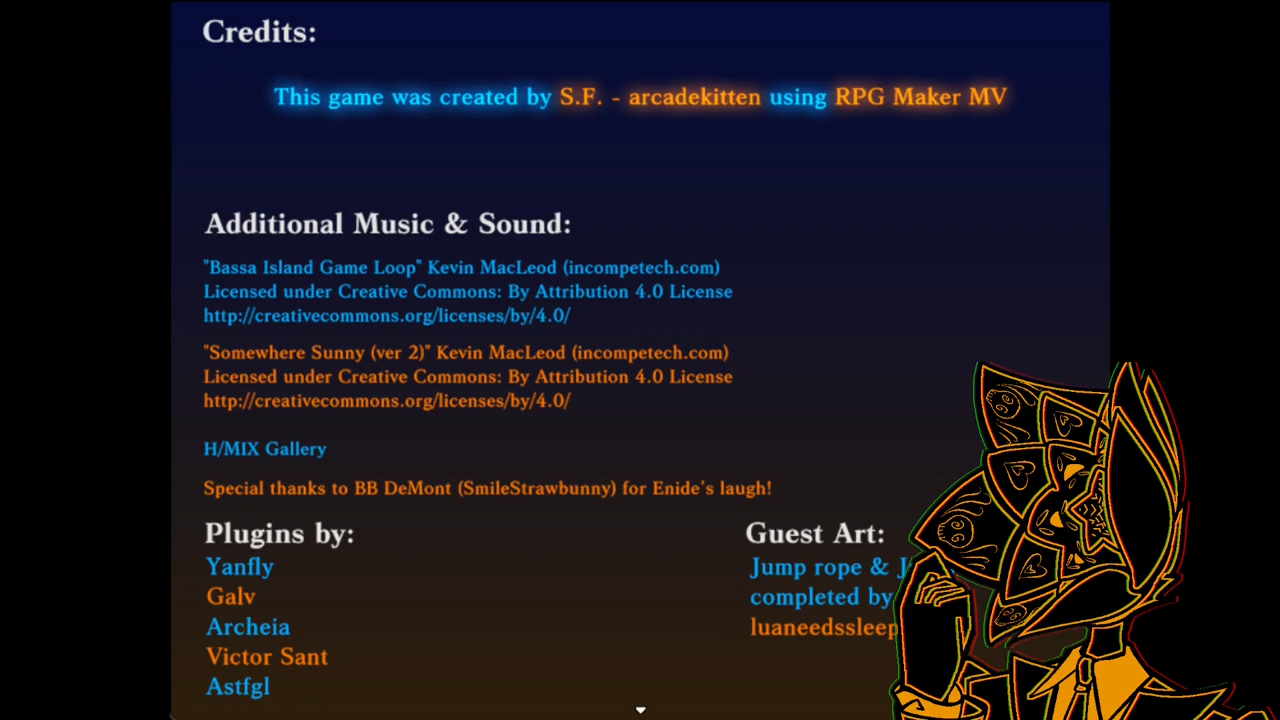 Credits:
This game was created by S.F. - arcadekitten using RPG Maker MV
Additional Music & Sound:
"Bassa Island Game Loop" Kevin MacLeod (incompetech.com)
Licensed under Creative Commons: By Attribution 4.0 License
http://creativecommons.org/licenses/by/4.0/
"Somewhere Sunny (ver 2)" Kevin MacLeod (incompetech.com)
Licensed under Creative Commons: By Attribution 4.0 License
http://creativecommons.org/licenses/by/4.0/
H/MIX Gallery
Special thanks to BB DeMont (SmileStrawbunny) for Enide's laugh!
Plugins by:
Yanfly
Galv
Archeia
Victor Sant
Astfgl
Guest Art:
Jump rope &
completed by
luaneedssleep